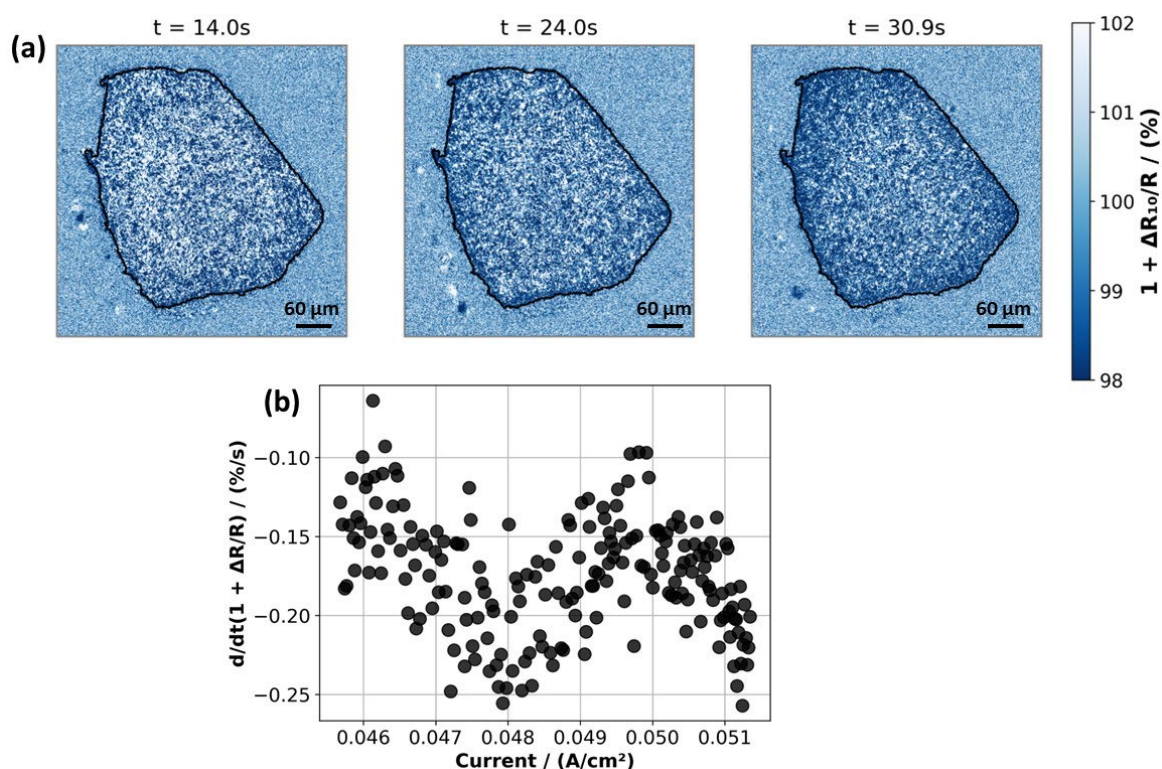 (a)
t = 14.0s
t = 24.0s
t = 30.9s
60 µm
60 µm
60 µm
102
101
100
99
98
1 + ΔR₁₀/R / (%)
(b)
d/dt(1 + ΔR/R) / (%/s)
−0.10
−0.15
−0.20
−0.25
0.046
0.047
0.048
0.049
0.050
0.051
Current / (A/cm²)